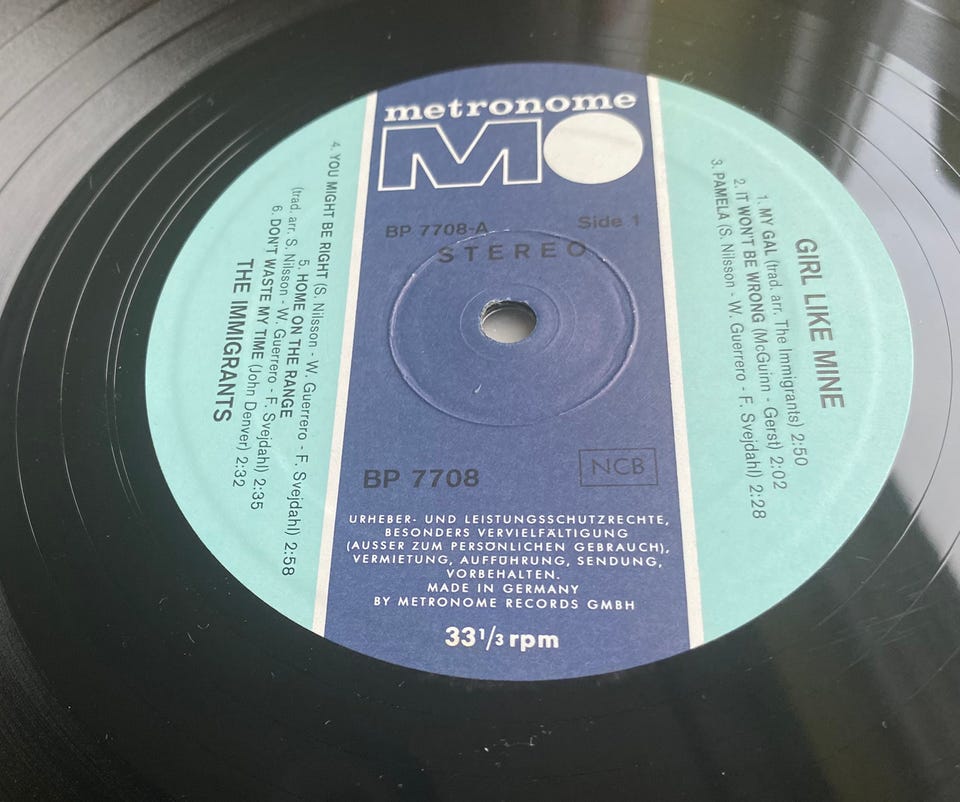 metronome
MO
BP 7708-A Side 1
STEREO
BP 7708 NCB
URHEBER- UND LEISTUNGSSCHUTZRECHTE,
BESONDERS VERVIELFÄLTIGUNG
(AUSSER ZUM PERSÖNLICHEN GEBRAUCH),
VERMIETUNG, AUFFÜHRUNG, SENDUNG,
VORBEHALTEN.
MADE IN GERMANY
BY METRONOME RECORDS GMBH
33 1/3 rpm
GIRL LIKE MINE
1. MY GAL (trad. arr. The Immigrants) 2:50
2. IT WON'T BE WRONG (McGuinn - Gerst) 2:02
3. PAMELA (S. Nilsson - W. Guerrero - F. Svejdahl) 2:28
4. YOU MIGHT BE RIGHT (S. Nilsson - W. Guerrero - F. Svejdahl) 2:58
5. HOME ON THE RANGE
(trad. arr. S. Nilsson - W. Guerrero - F. Svejdahl) 2:35
6. DON'T WASTE MY TIME (John Denver) 2:32
THE IMMIGRANTS